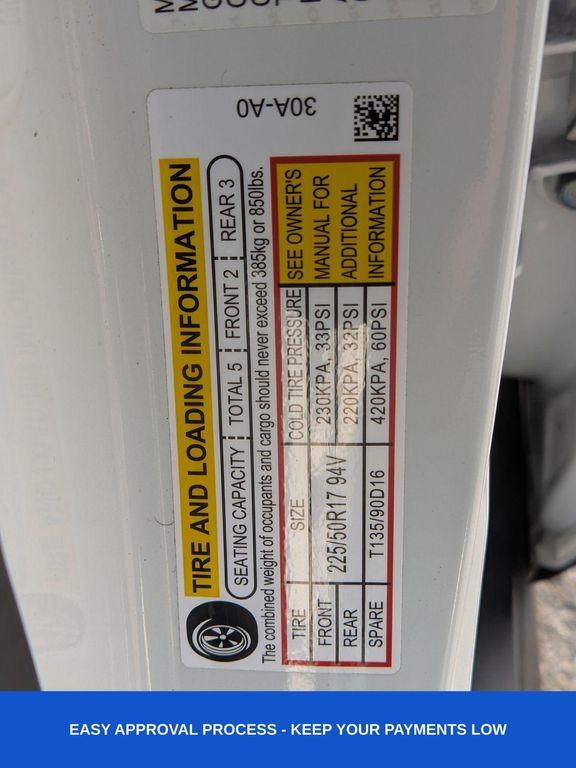 30A-A0
TIRE AND LOADING INFORMATION
SEATING CAPACITY TOTAL 5 FRONT 2 REAR 3
The combined weight of occupants and cargo should never exceed 385kg or 850lbs.
TIRE SIZE COLD TIRE PRESSURE SEE OWNER'S
FRONT 225/50R17 94V 230KPA, 33PSI MANUAL FOR
REAR 220KPA, 32PSI ADDITIONAL
SPARE T135/90D16 420KPA, 60PSI INFORMATION
EASY APPROVAL PROCESS - KEEP YOUR PAYMENTS LOW